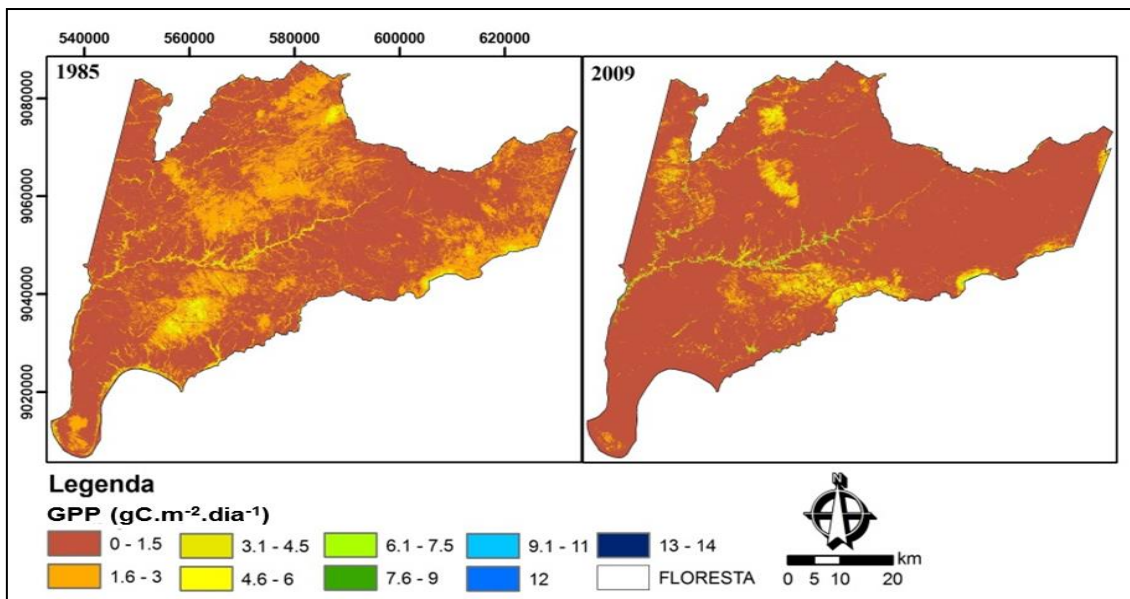 540000 560000 580000 600000 620000
1985
2009
9080000
9060000
9040000
9020000
Legenda
GPP (gC.m-2.dia-1)
0 - 1.5
3.1 - 4.5
6.1 - 7.5
9.1 - 11
13 - 14
1.6 - 3
4.6 - 6
7.6 - 9
12
FLORESTA
N
km
0 5 10 20